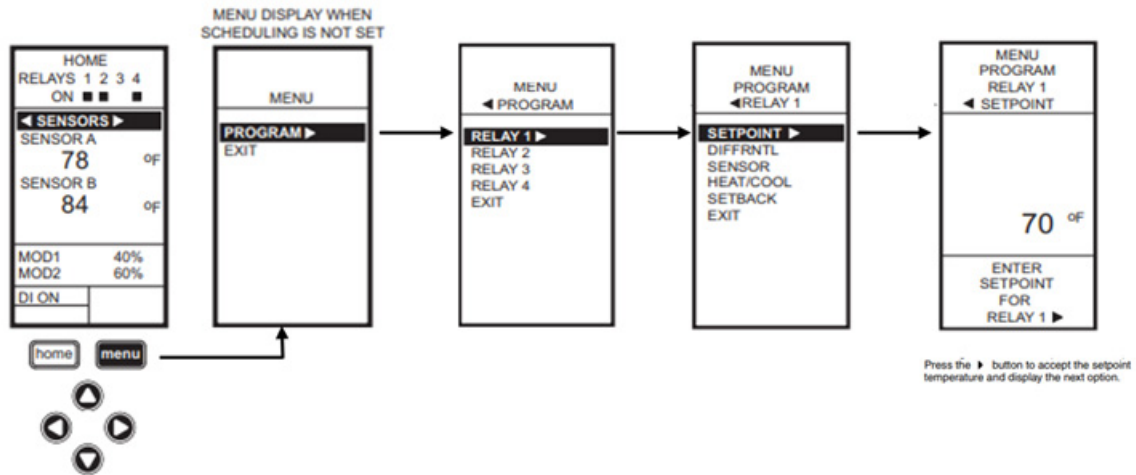 MENU DISPLAY WHEN
SCHEDULING IS NOT SET
HOME
RELAYS 1 2 3 4
ON ■ ■ ■
◀ SENSORS ▶
SENSOR A
78 ºF
SENSOR B
84 ºF
MOD1 40%
MOD2 60%
DI ON
home menu
MENU
PROGRAM ▶
EXIT
MENU
◀ PROGRAM
RELAY 1 ▶
RELAY 2
RELAY 3
RELAY 4
EXIT
MENU
PROGRAM
◀RELAY 1
SETPOINT ▶
DIFFRNTL
SENSOR
HEAT/COOL
SETBACK
EXIT
MENU
PROGRAM
RELAY 1
◀ SETPOINT
70 ºF
ENTER
SETPOINT
FOR
RELAY 1 ▶
Press the ▶ button to accept the setpoint
temperature and display the next option.